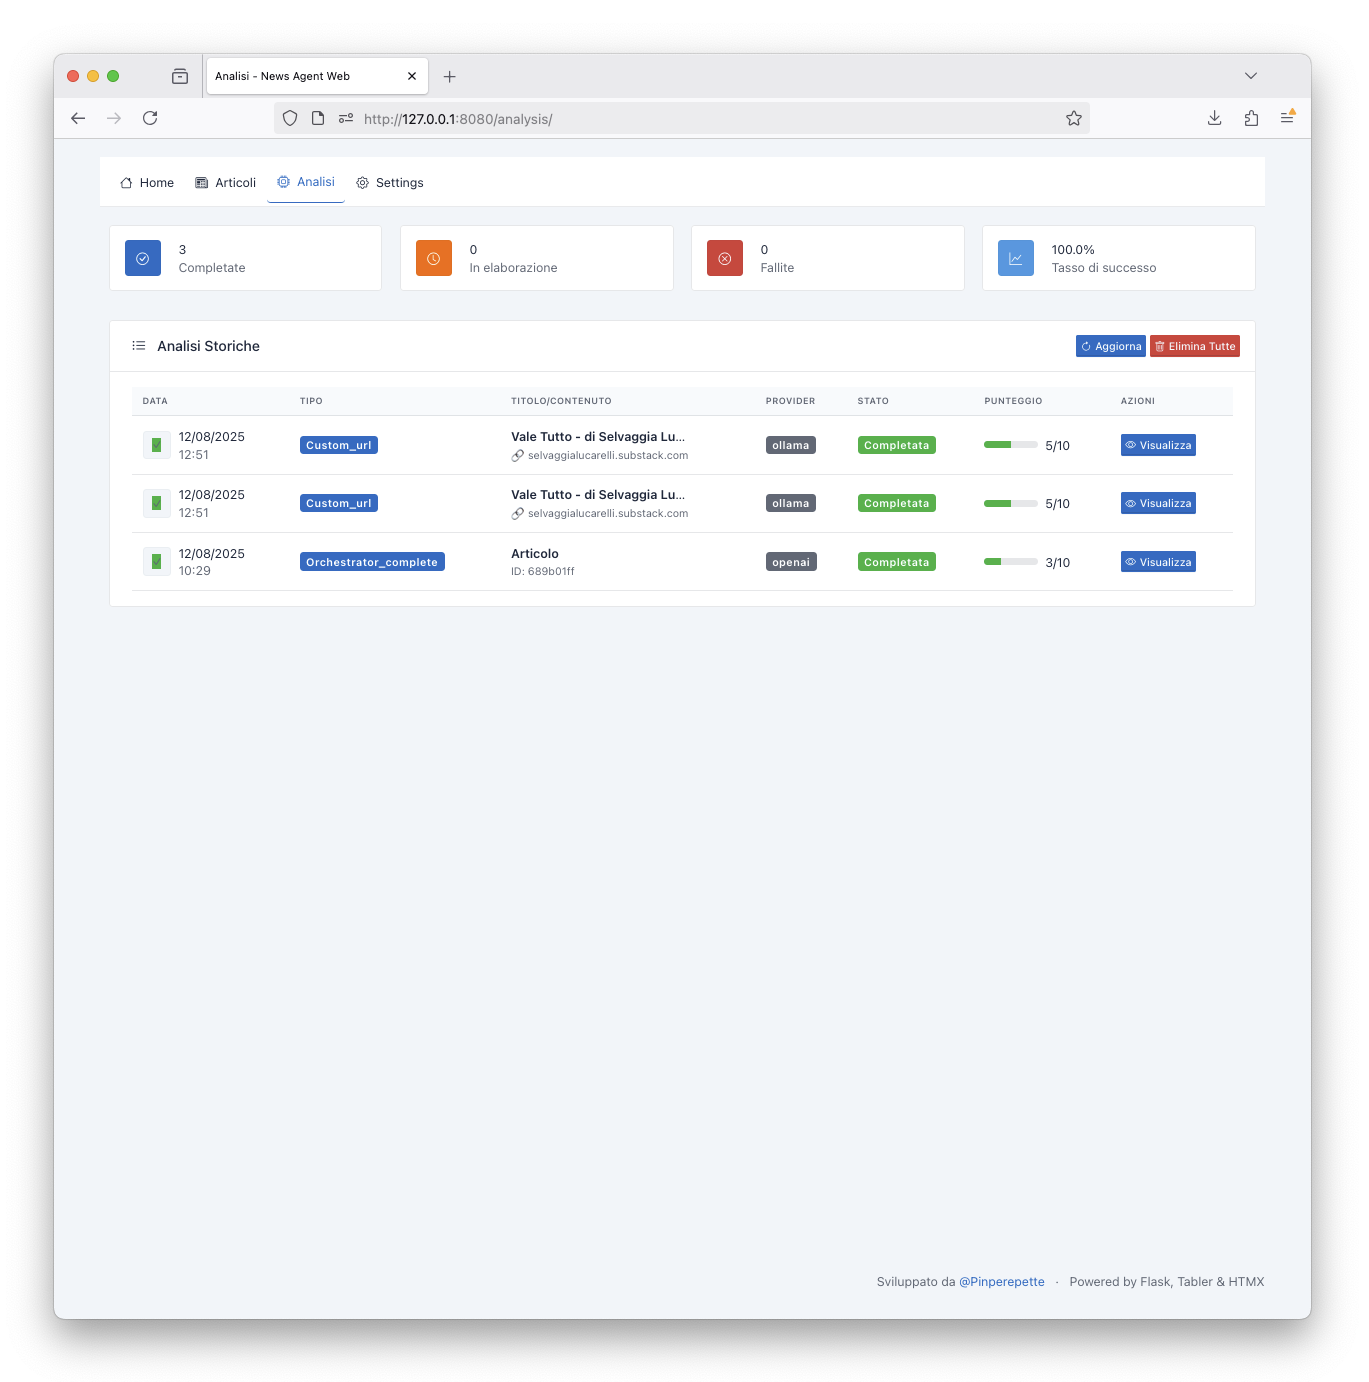 Analisi - News Agent Web
http://127.0.0.1:8080/analysis/
Home Articoli Analisi Settings
3
Completate
0
In elaborazione
0
Fallite
100.0%
Tasso di successo
Analisi Storiche
Aggiorna Elimina Tutte
DATA TIPO TITOLO/CONTENUTO PROVIDER STATO PUNTEGGIO AZIONI
12/08/2025
12:51
Custom_url
Vale Tutto - di Selvaggia Lu...
selvaggialucarelli.substack.com
ollama
Completata
5/10
Visualizza
12/08/2025
12:51
Custom_url
Vale Tutto - di Selvaggia Lu...
selvaggialucarelli.substack.com
ollama
Completata
5/10
Visualizza
12/08/2025
10:29
Orchestrator_complete
Articolo
ID: 689b01ff
openai
Completata
3/10
Visualizza
Sviluppato da @Pinperepette · Powered by Flask, Tabler & HTMX